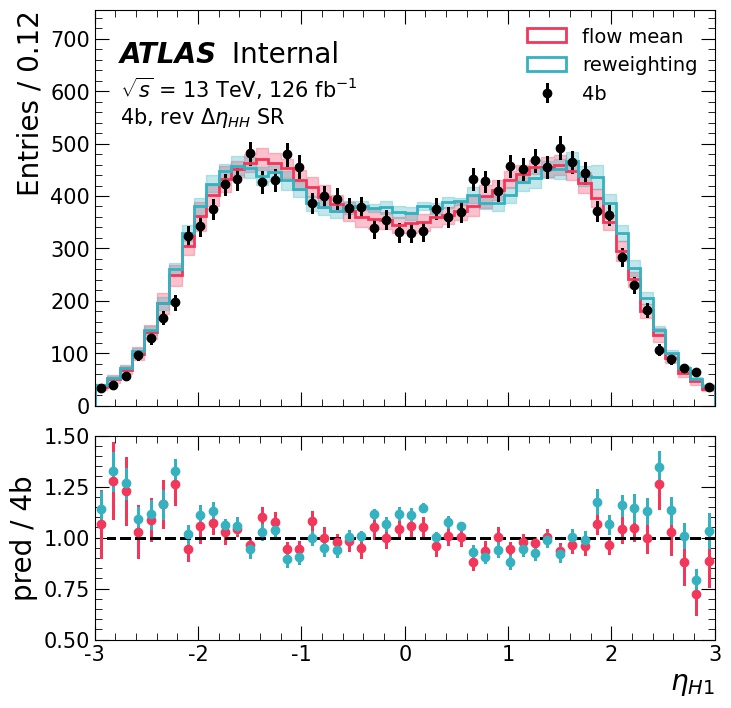 Entries / 0.12
700
600
500
400
300
200
100
0
ATLAS Internal
√s = 13 TeV, 126 fb⁻¹
4b, rev Δη_HH SR
flow mean
reweighting
4b
pred / 4b
1.50
1.25
1.00
0.75
0.50
-3 -2 -1 0 1 2 3
η_H1